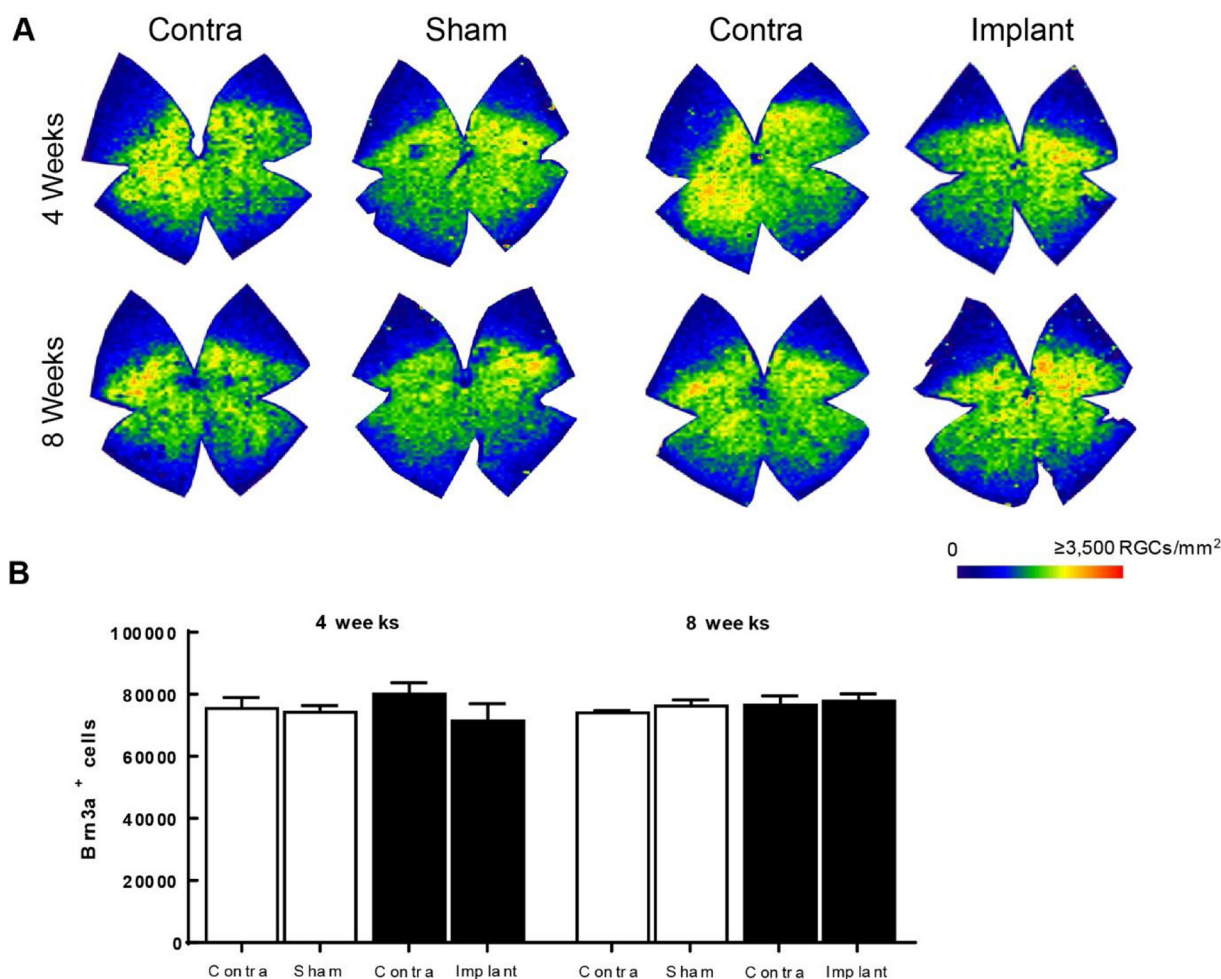 A
Contra Sham Contra Implant
4 Weeks
8 Weeks
0 ≥3,500 RGCs/mm²
B
4 weeks 8 weeks
100000
80000
60000
40000
20000
0
Brn3a + cells
Contra Sham Contra Implant Contra Sham Contra Implant